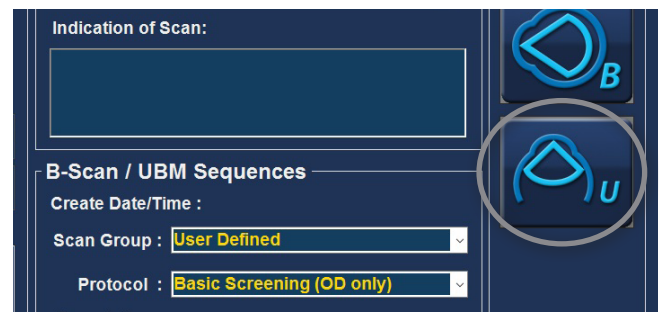 Indication of Scan:
B
B-Scan / UBM Sequences
Create Date/Time :
U
Scan Group : User Defined
Protocol : Basic Screening (OD only)